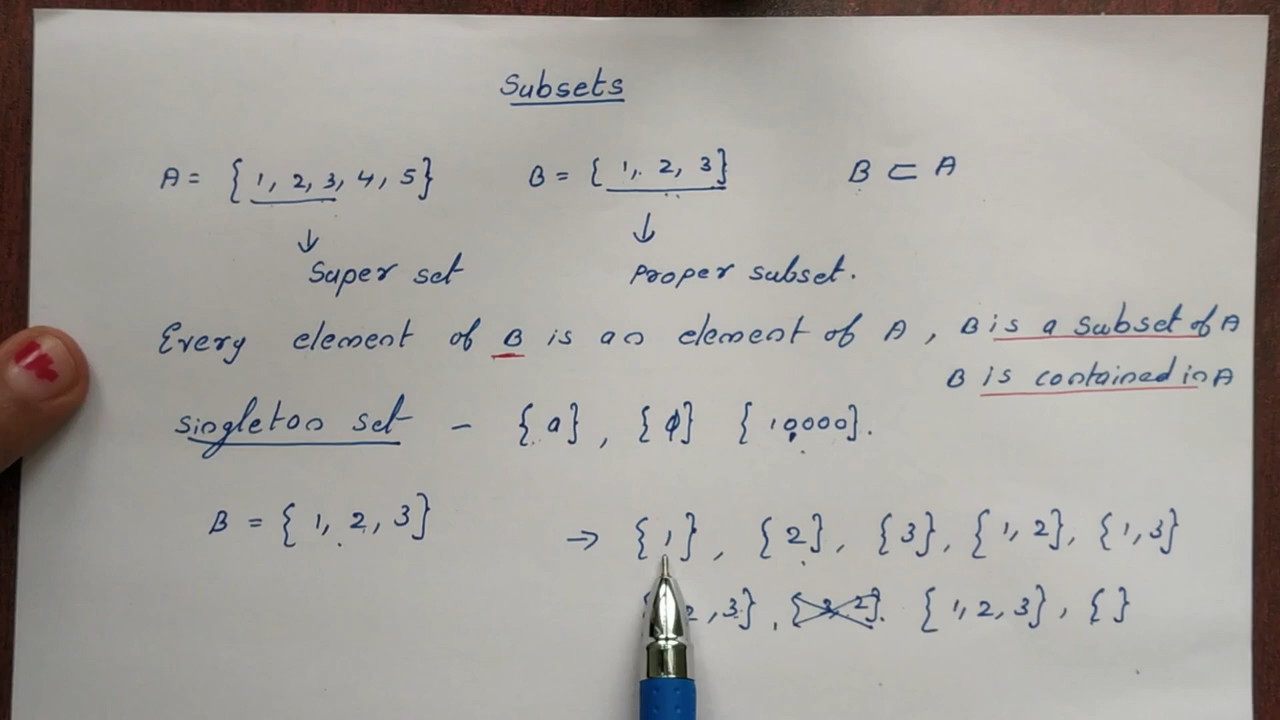 Subsets
A = { 1, 2, 3, 4, 5} B = { 1, 2, 3} B ⊂ A
↓ ↓
Super set Proper subset.
Every element of B is an element of A , B is a subset of A
B is contained in A
Singleton set - { a} , { ϕ} { 10000}.
B = { 1, 2, 3} → { 1} , { 2} , { 3} , { 1, 2} , { 1, 3}
2 , 3} , { 1, 2, 3} , { }